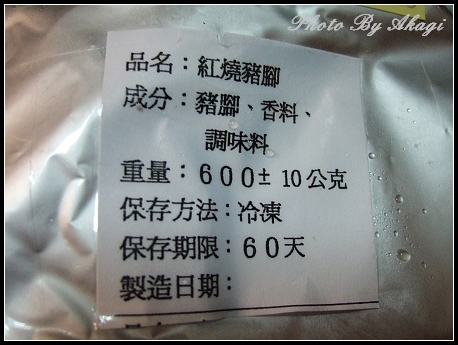 Photo By Akagi
品名：紅燒豬腳
成分：豬腳、香料、
調味料
重量：600± 10公克
保存方法：冷凍
保存期限：60天
製造日期：